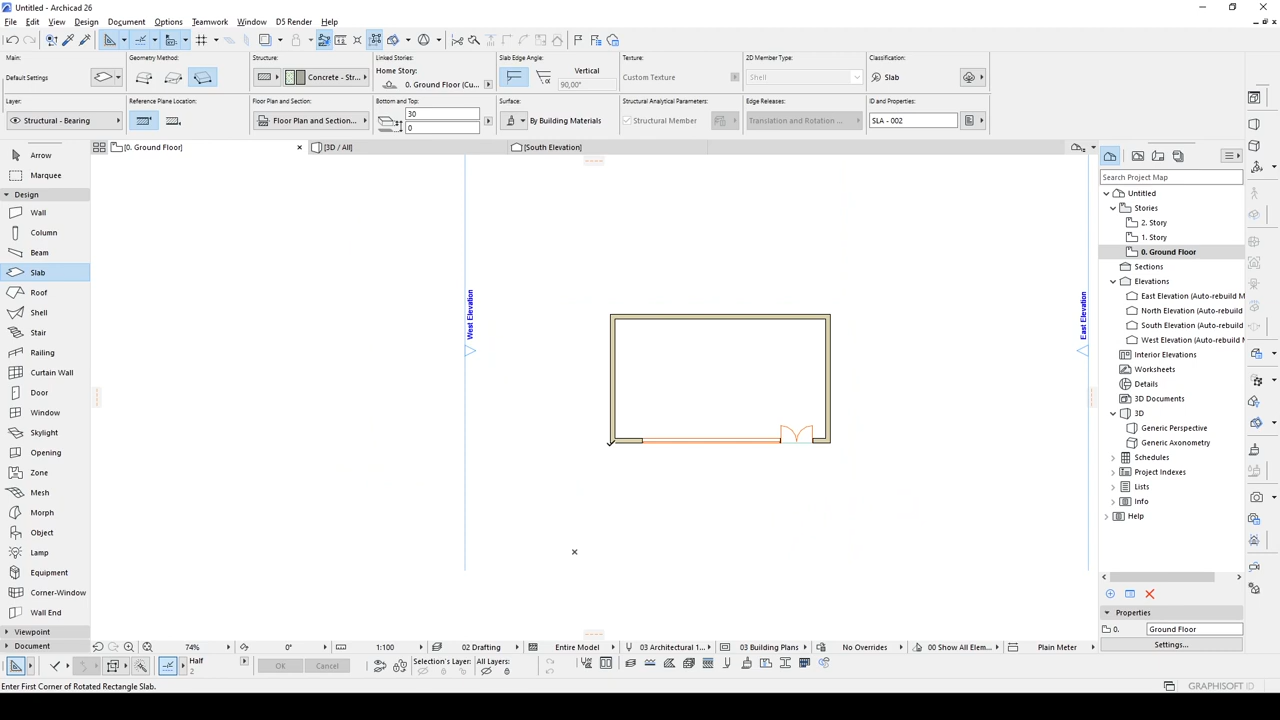 Untitled - Archicad 26
File Edit View Design Document Options Teamwork Window D5 Render Help
Main: Geometry Method: Structure: Linked Stories: Slab Edge Angle: Texture: 2D Member Type: Classification:
Default Settings Concrete - Str... Home Story: Vertical Custom Texture Shell Slab
0. Ground Floor (Cu... 90,00°
Layer: Reference Plane Location: Floor Plan and Section: Bottom and Top: Surface: Structural Analytical Parameters: Edge Releases: ID and Properties:
Structural - Bearing Floor Plan and Section... 30 By Building Materials Structural Member Translation and Rotation ... SLA - 002
0
[0. Ground Floor] [3D / All] [South Elevation]
Arrow
Marquee
Design
Wall
Column
Beam
Slab
Roof
Shell
Stair
Railing
Curtain Wall
Door
Window
Skylight
Opening
Zone
Mesh
Morph
Object
Lamp
Equipment
Corner-Window
Wall End
Viewpoint
Document
West Elevation
East Elevation
Search Project Map
Untitled
Stories
2. Story
1. Story
0. Ground Floor
Sections
Elevations
East Elevation (Auto-rebuild M
North Elevation (Auto-rebuild
South Elevation (Auto-rebuild
West Elevation (Auto-rebuild M
Interior Elevations
Worksheets
Details
3D Documents
3D
Generic Perspective
Generic Axonometry
Schedules
Project Indexes
Lists
Info
Help
Properties
0. Ground Floor
Settings...
74% 0° 1:100 02 Drafting Entire Model 03 Architectural 1... 03 Building Plans No Overrides 00 Show All Elem... Plain Meter
Half
2 OK Cancel Selection's Layer: All Layers:
Enter First Corner of Rotated Rectangle Slab. GRAPHISOFT